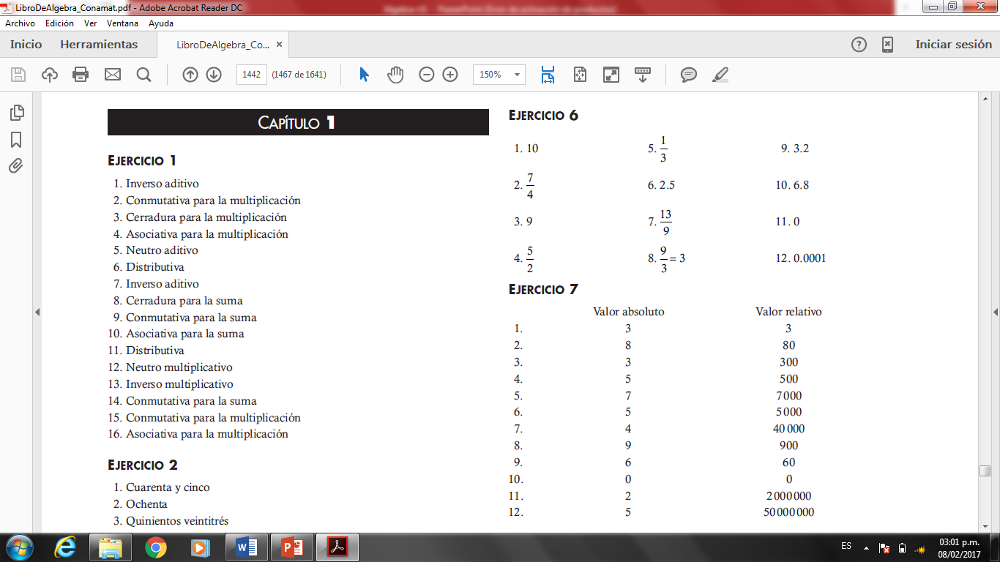 LibroDeAlgebra_Conamat.pdf - Adobe Acrobat Reader DC
Archivo Edición Ver Ventana Ayuda
Inicio Herramientas LibroDeAlgebra_Co... × Iniciar sesión
1442 (1467 de 1641) 150%
CAPÍTULO 1
EJERCICIO 1
1. Inverso aditivo
2. Conmutativa para la multiplicación
3. Cerradura para la multiplicación
4. Asociativa para la multiplicación
5. Neutro aditivo
6. Distributiva
7. Inverso aditivo
8. Cerradura para la suma
9. Conmutativa para la suma
10. Asociativa para la suma
11. Distributiva
12. Neutro multiplicativo
13. Inverso multiplicativo
14. Conmutativa para la suma
15. Conmutativa para la multiplicación
16. Asociativa para la multiplicación
EJERCICIO 2
1. Cuarenta y cinco
2. Ochenta
3. Quinientos veintitrés
EJERCICIO 6
1. 10 5. 1/3 9. 3.2
2. 7/4 6. 2.5 10. 6.8
3. 9 7. 13/9 11. 0
4. 5/2 8. 9/3 = 3 12. 0.0001
EJERCICIO 7
Valor absoluto Valor relativo
1. 3 3
2. 8 80
3. 3 300
4. 5 500
5. 7 7000
6. 5 5000
7. 4 40000
8. 9 900
9. 6 60
10. 0 0
11. 2 2000000
12. 5 50000000
ES 03:01 p.m.
08/02/2017